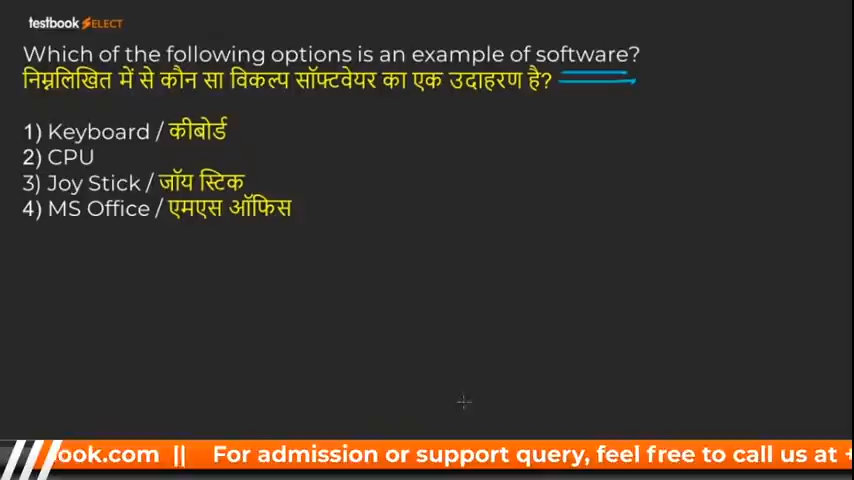 testbook SELECT
Which of the following options is an example of software?
निम्नलिखित में से कौन सा विकल्प सॉफ्टवेयर का एक उदाहरण है?
1) Keyboard / कीबोर्ड
2) CPU
3) Joy Stick / जॉय स्टिक
4) MS Office / एमएस ऑफिस
ook.com || For admission or support query, feel free to call us at +